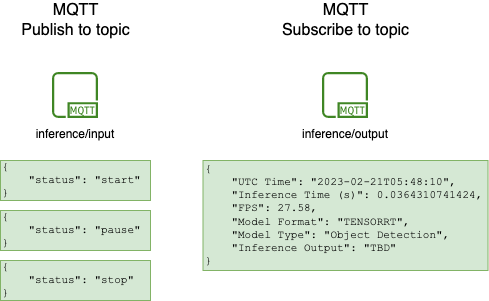 MQTT
Publish to topic
MQTT
inference/input
{
"status": "start"
}
{
"status": "pause"
}
{
"status": "stop"
}
MQTT
Subscribe to topic
MQTT
inference/output
{
"UTC Time": "2023-02-21T05:48:10",
"Inference Time (s)": 0.0364310741424,
"FPS": 27.58,
"Model Format": "TENSORRT",
"Model Type": "Object Detection",
"Inference Output": "TBD"
}